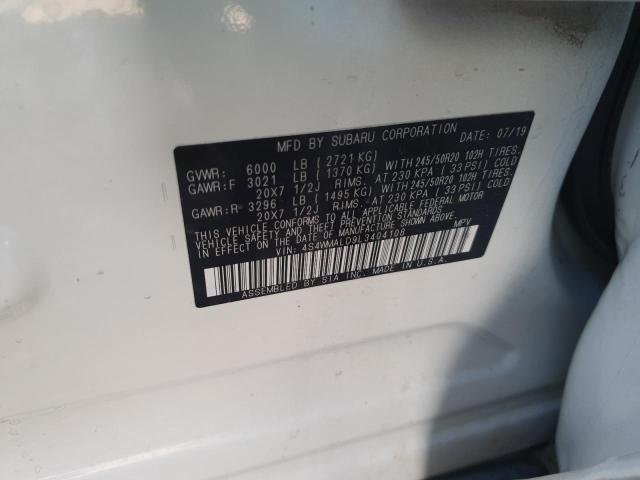 MFD BY SUBARU CORPORATION DATE: 07/19
GVWR: 6000 LB (2721 KG)
GAWR:F 3021 LB (1370 KG) WITH 245/50R20 102H TIRES,
20X7 1/2J RIMS, AT 230 KPA (33 PSI) COLD
GAWR:R 3296 LB (1495 KG) WITH 245/50R20 102H TIRES,
20X7 1/2J RIMS, AT 230 KPA (33 PSI) COLD
THIS VEHICLE CONFORMS TO ALL APPLICABLE FEDERAL MOTOR
VEHICLE SAFETY AND THEFT PREVENTION STANDARDS
IN EFFECT ON THE DATE OF MANUFACTURE SHOWN ABOVE.
VIN: 4S4WMALD9L3404108 MPV
ASSEMBLED BY SIA INC. MADE IN U.S.A.